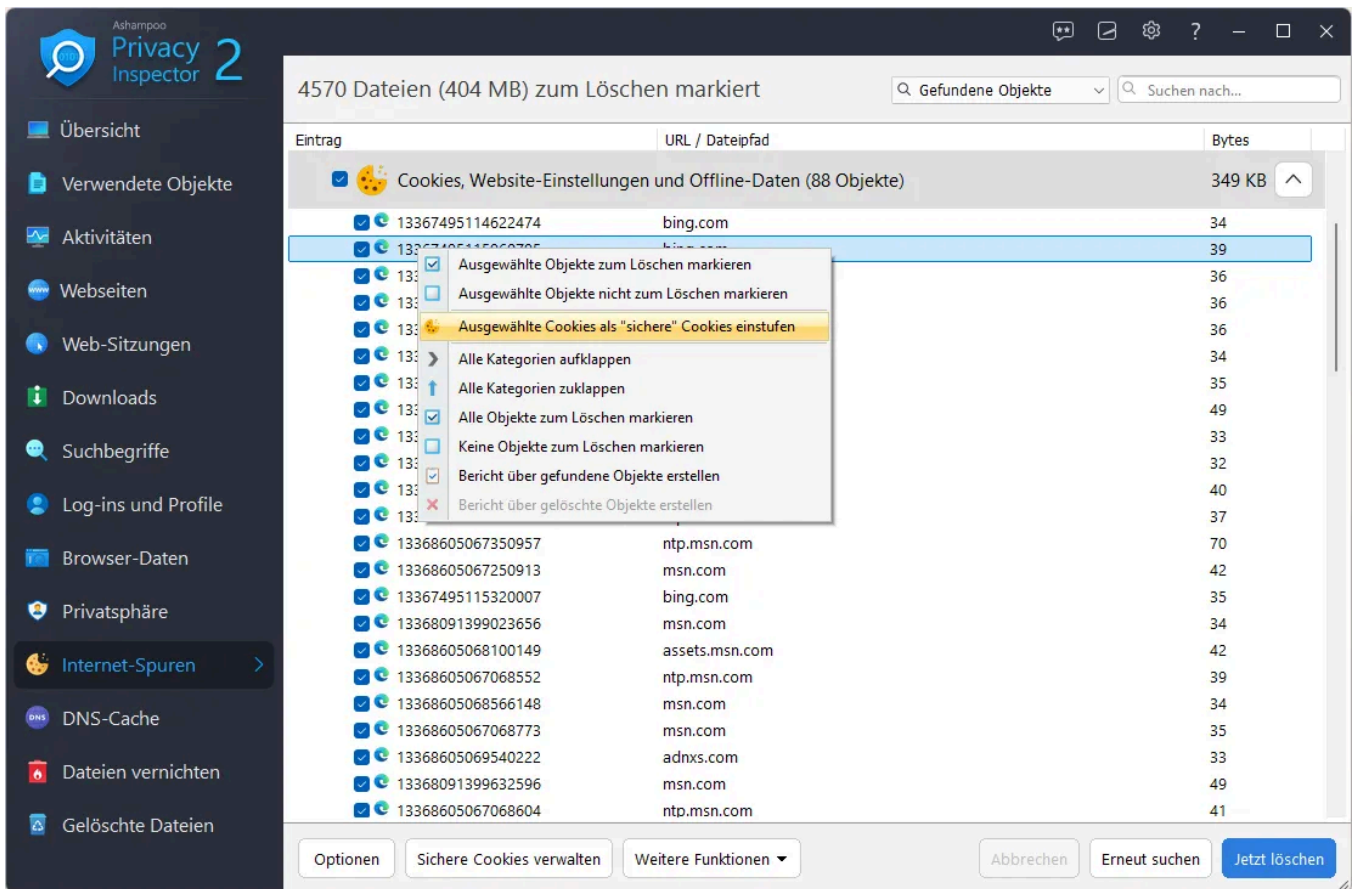 Ashampoo
Privacy
Inspector 2
?
4570 Dateien (404 MB) zum Löschen markiert
Gefundene Objekte
Suchen nach...
Übersicht
Verwendete Objekte
Aktivitäten
Webseiten
Web-Sitzungen
Downloads
Suchbegriffe
Log-ins und Profile
Browser-Daten
Privatsphäre
Internet-Spuren
DNS-Cache
Dateien vernichten
Gelöschte Dateien
Eintrag URL / Dateipfad Bytes
Cookies, Website-Einstellungen und Offline-Daten (88 Objekte) 349 KB
13367495114622474 bing.com 34
39
36
36
36
34
35
49
33
32
40
37
Ausgewählte Objekte zum Löschen markieren
Ausgewählte Objekte nicht zum Löschen markieren
Ausgewählte Cookies als "sichere" Cookies einstufen
Alle Kategorien aufklappen
Alle Kategorien zuklappen
Alle Objekte zum Löschen markieren
Keine Objekte zum Löschen markieren
Bericht über gefundene Objekte erstellen
Bericht über gelöschte Objekte erstellen
13368605067350957 ntp.msn.com 70
13368605067250913 msn.com 42
13367495115320007 bing.com 35
13368091399023656 msn.com 34
13368605068100149 assets.msn.com 42
13368605067068552 ntp.msn.com 39
13368605068566148 msn.com 34
13368605067068773 msn.com 35
13368605069540222 adnxs.com 33
13368091399632596 msn.com 49
13368605067068604 ntp.msn.com 41
Optionen
Sichere Cookies verwalten
Weitere Funktionen
Abbrechen
Erneut suchen
Jetzt löschen